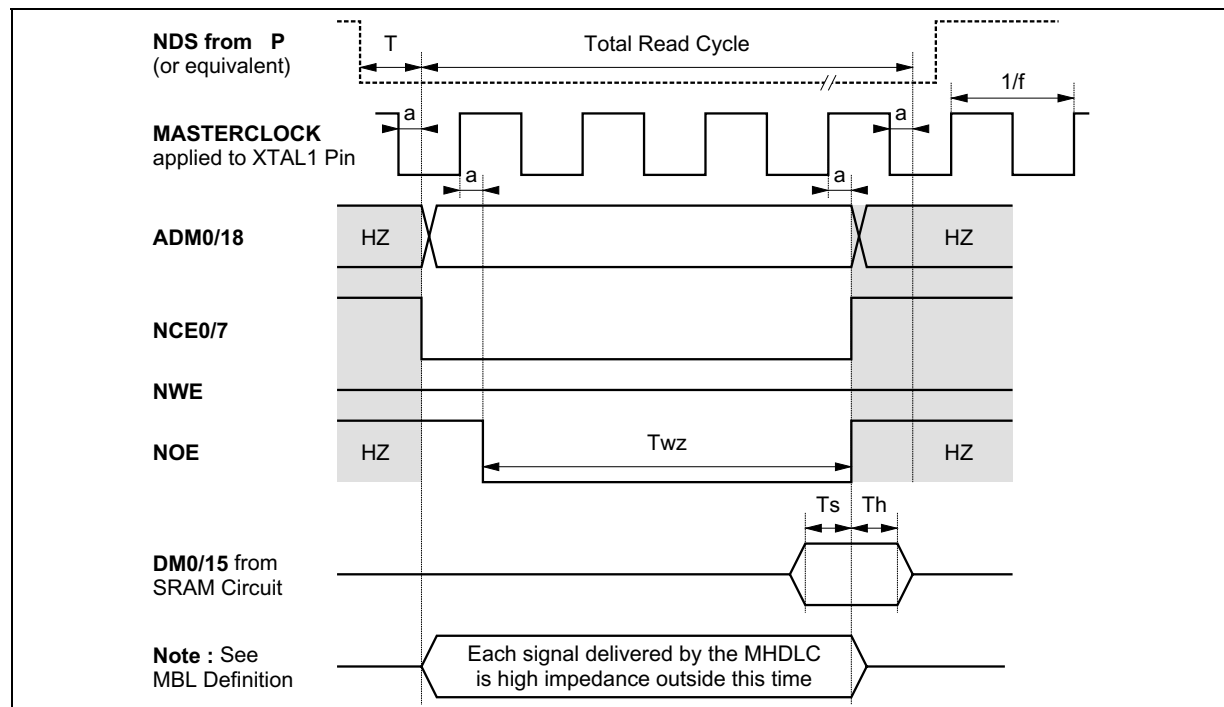 NDS from P
(or equivalent)
T
Total Read Cycle
1/f
MASTERCLOCK
applied to XTAL1 Pin
a
a
a
a
ADM0/18
HZ
HZ
NCE0/7
NWE
NOE
HZ
Twz
HZ
Ts
Th
DM0/15 from
SRAM Circuit
Note : See
MBL Definition
Each signal delivered by the MHDLC
is high impedance outside this time